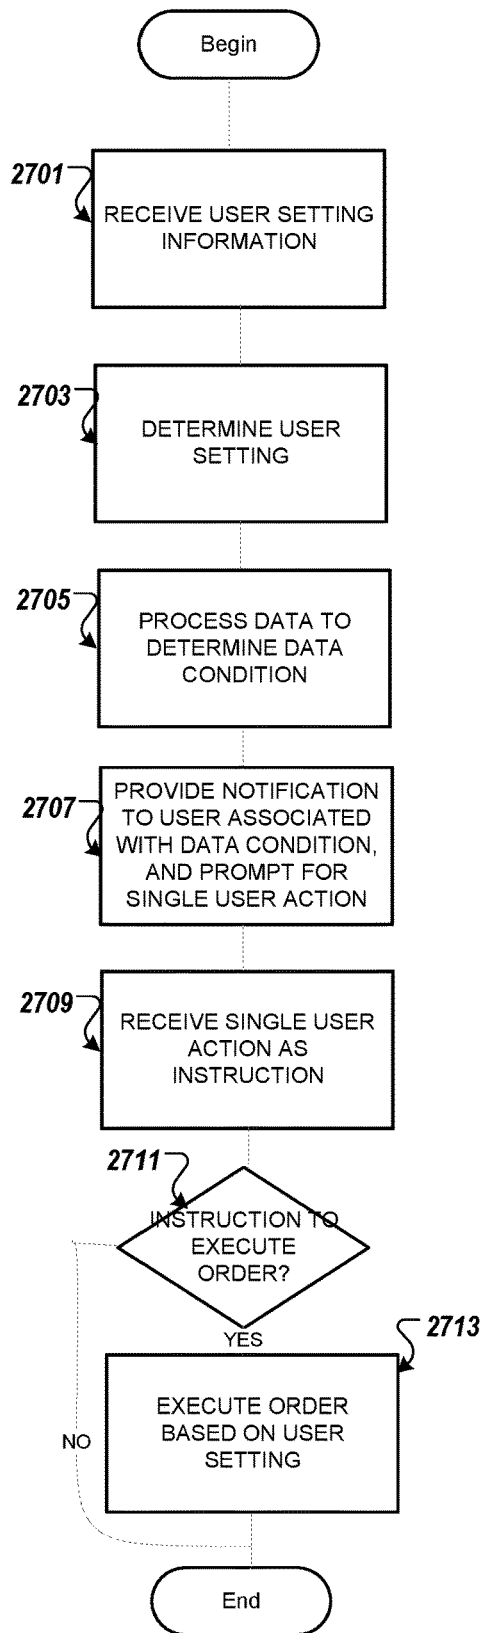 Begin
2701
RECEIVE USER SETTING
INFORMATION
2703
DETERMINE USER
SETTING
2705
PROCESS DATA TO
DETERMINE DATA
CONDITION
2707
PROVIDE NOTIFICATION
TO USER ASSOCIATED
WITH DATA CONDITION,
AND PROMPT FOR
SINGLE USER ACTION
2709
RECEIVE SINGLE USER
ACTION AS
INSTRUCTION
2711
INSTRUCTION TO
EXECUTE
ORDER?
YES
2713
EXECUTE ORDER
BASED ON USER
SETTING
NO
End